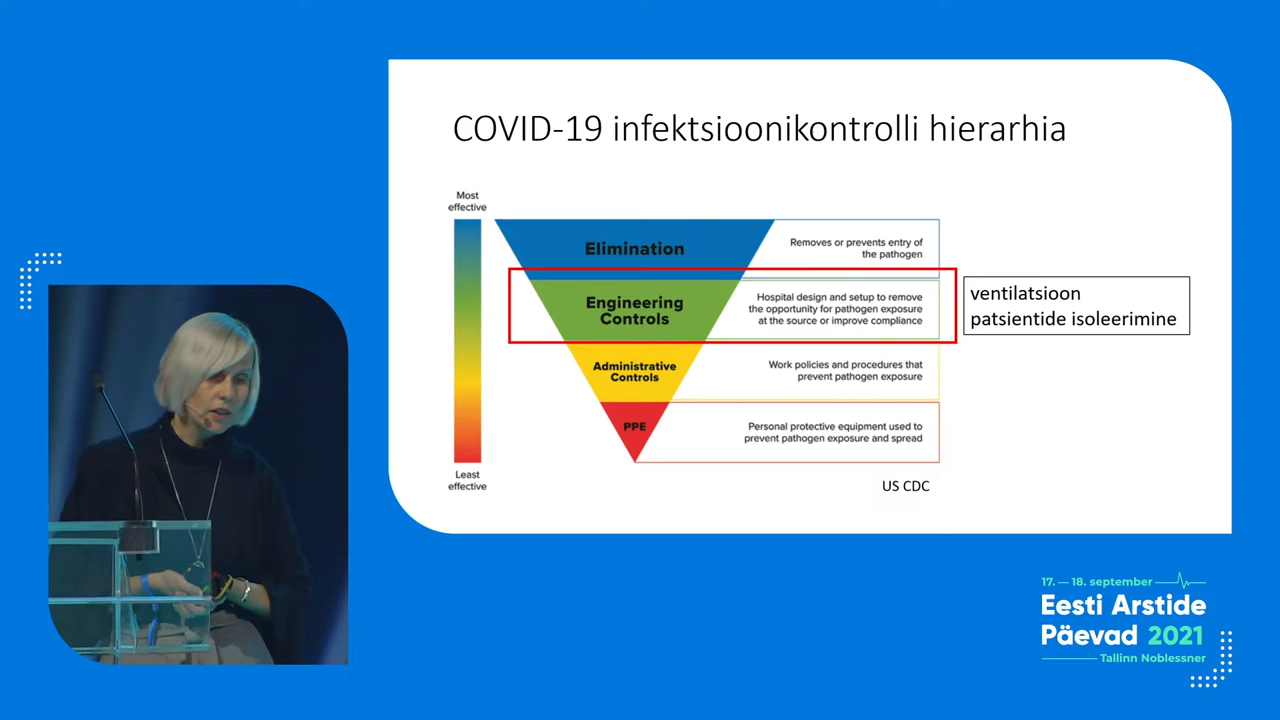 COVID-19 infektsioonikontrolli hierarhia
Most
effective
Elimination
Removes or prevents entry of
the pathogen
Engineering
Controls
Hospital design and setup to remove
the opportunity for pathogen exposure
at the source or improve compliance
ventilatsioon
patsientide isoleerimine
Administrative
Controls
Work policies and procedures that
prevent pathogen exposure
PPE
Personal protective equipment used to
prevent pathogen exposure and spread
Least
effective
US CDC
17. — 18. september
Eesti Arstide
Päevad 2021
Tallinn Noblessner